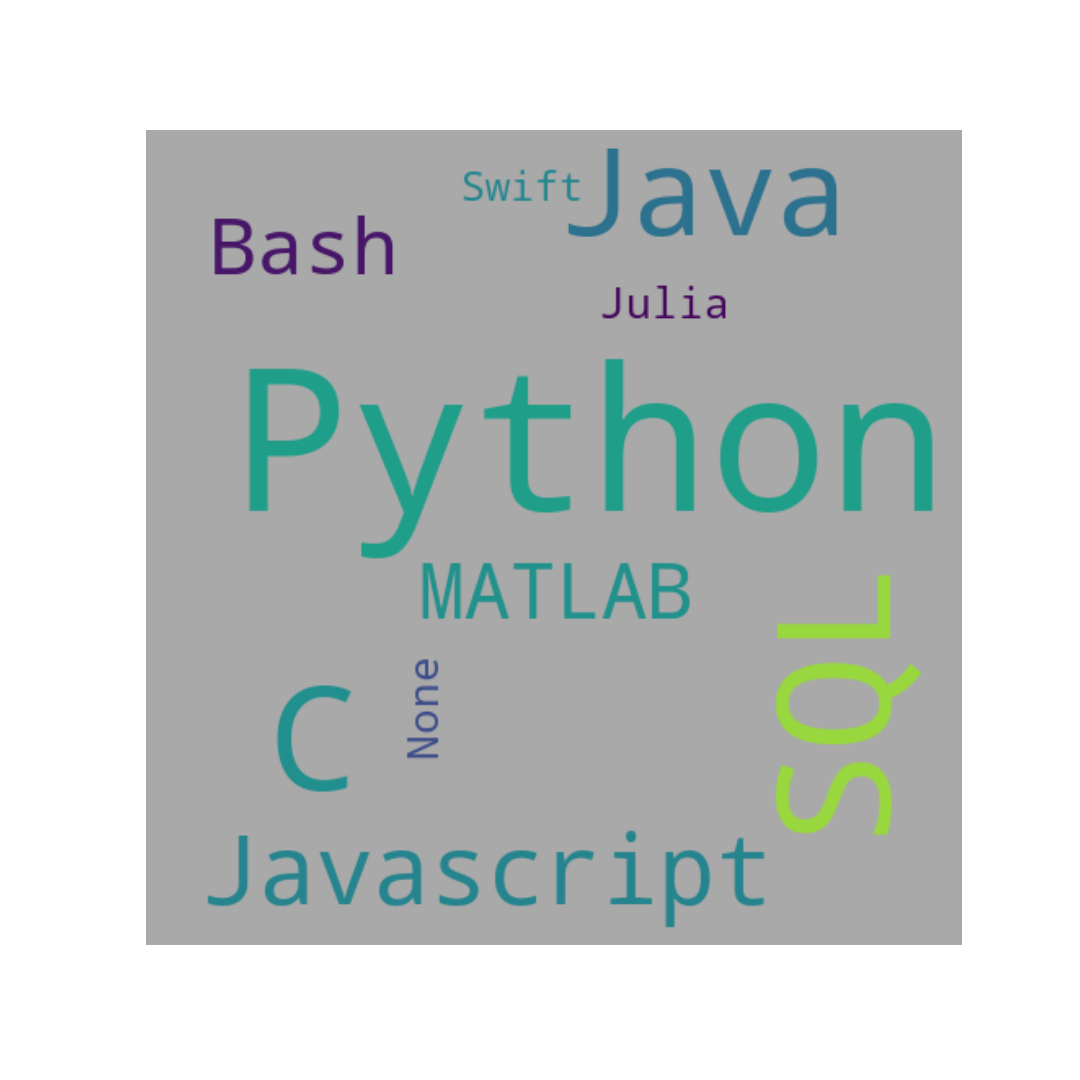 Swift
Java
Bash
Julia
Python
MATLAB
SQL
None
C
Javascript